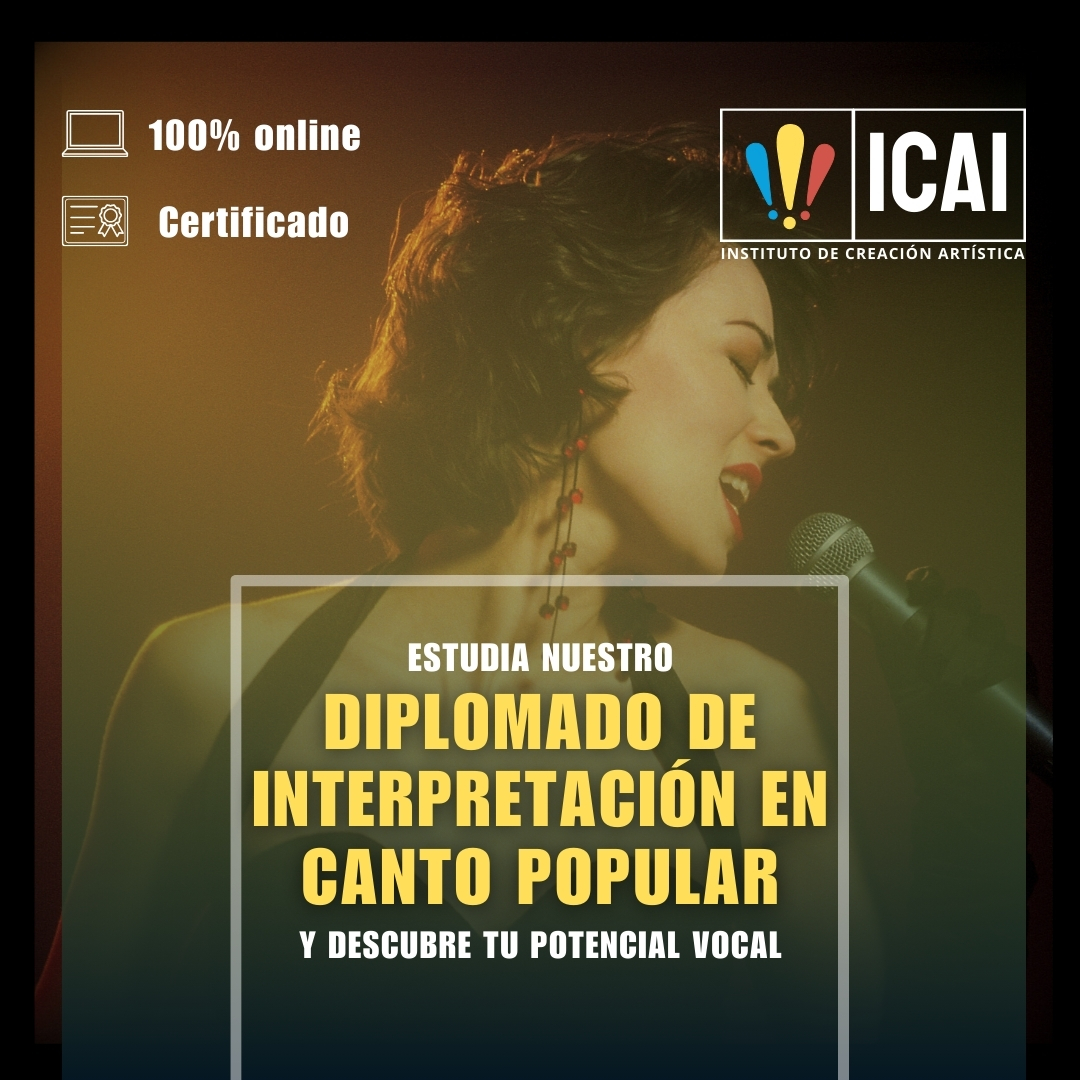 100% online
Certificado
ICAI
INSTITUTO DE CREACIÓN ARTÍSTICA
ESTUDIA NUESTRO
DIPLOMADO DE
INTERPRETACIÓN EN
CANTO POPULAR
Y DESCUBRE TU POTENCIAL VOCAL